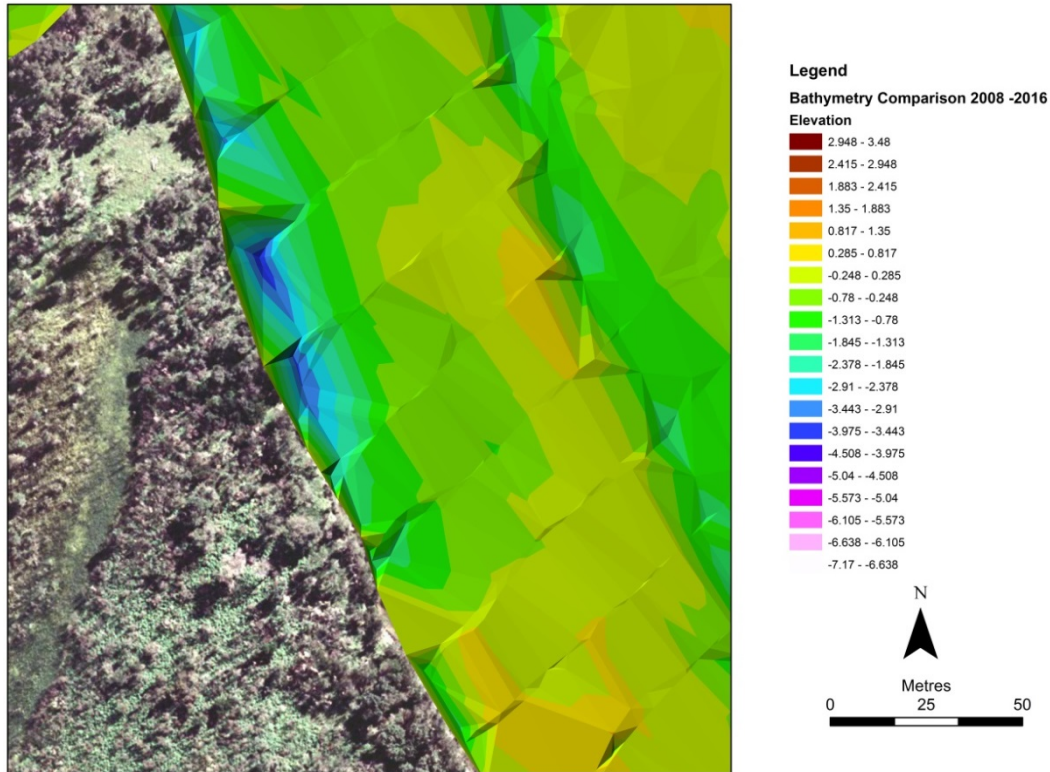 Legend
Bathymetry Comparison 2008 -2016
Elevation
2.948 - 3.48
2.415 - 2.948
1.883 - 2.415
1.35 - 1.883
0.817 - 1.35
0.285 - 0.817
-0.248 - 0.285
-0.78 - -0.248
-1.313 - -0.78
-1.845 - -1.313
-2.378 - -1.845
-2.91 - -2.378
-3.443 - -2.91
-3.975 - -3.443
-4.508 - -3.975
-5.04 - -4.508
-5.573 - -5.04
-6.105 - -5.573
-6.638 - -6.105
-7.17 - -6.638
N
Metres
0 25 50